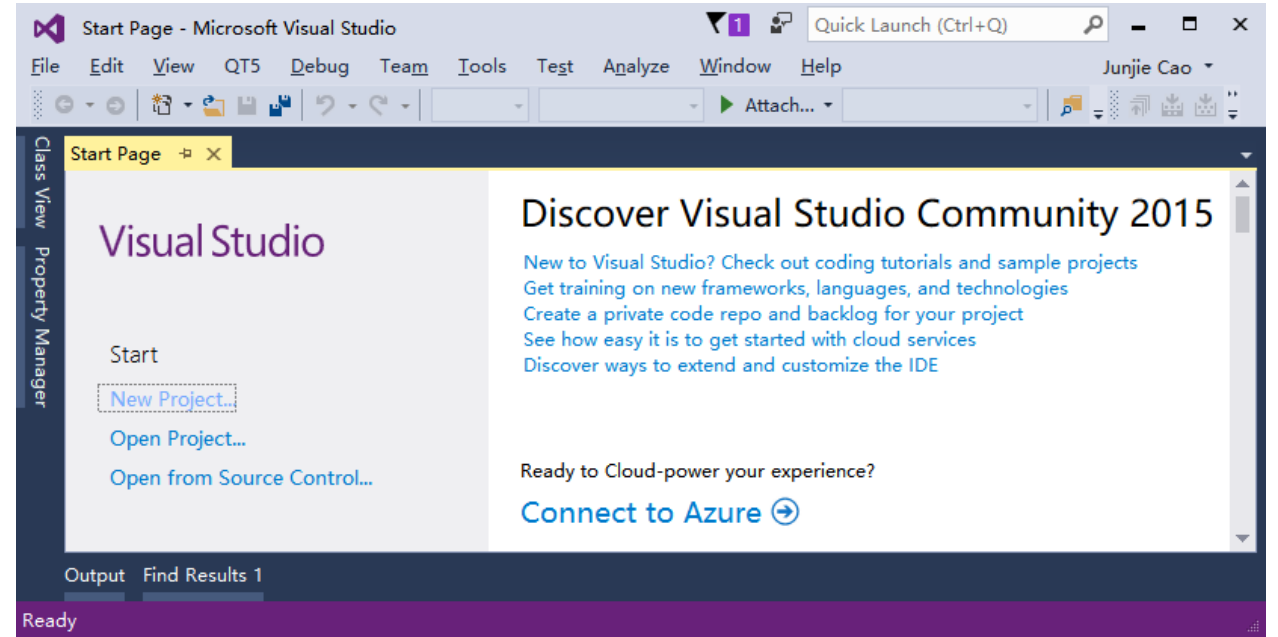 Start Page - Microsoft Visual Studio
1
Quick Launch (Ctrl+Q)
File Edit View QT5 Debug Team Tools Test Analyze Window Help
Junjie Cao
Attach...
Class View
Property Manager
Start Page
Visual Studio
Start
New Project...
Open Project...
Open from Source Control...
Discover Visual Studio Community 2015
New to Visual Studio? Check out coding tutorials and sample projects
Get training on new frameworks, languages, and technologies
Create a private code repo and backlog for your project
See how easy it is to get started with cloud services
Discover ways to extend and customize the IDE
Ready to Cloud-power your experience?
Connect to Azure
Output Find Results 1
Ready